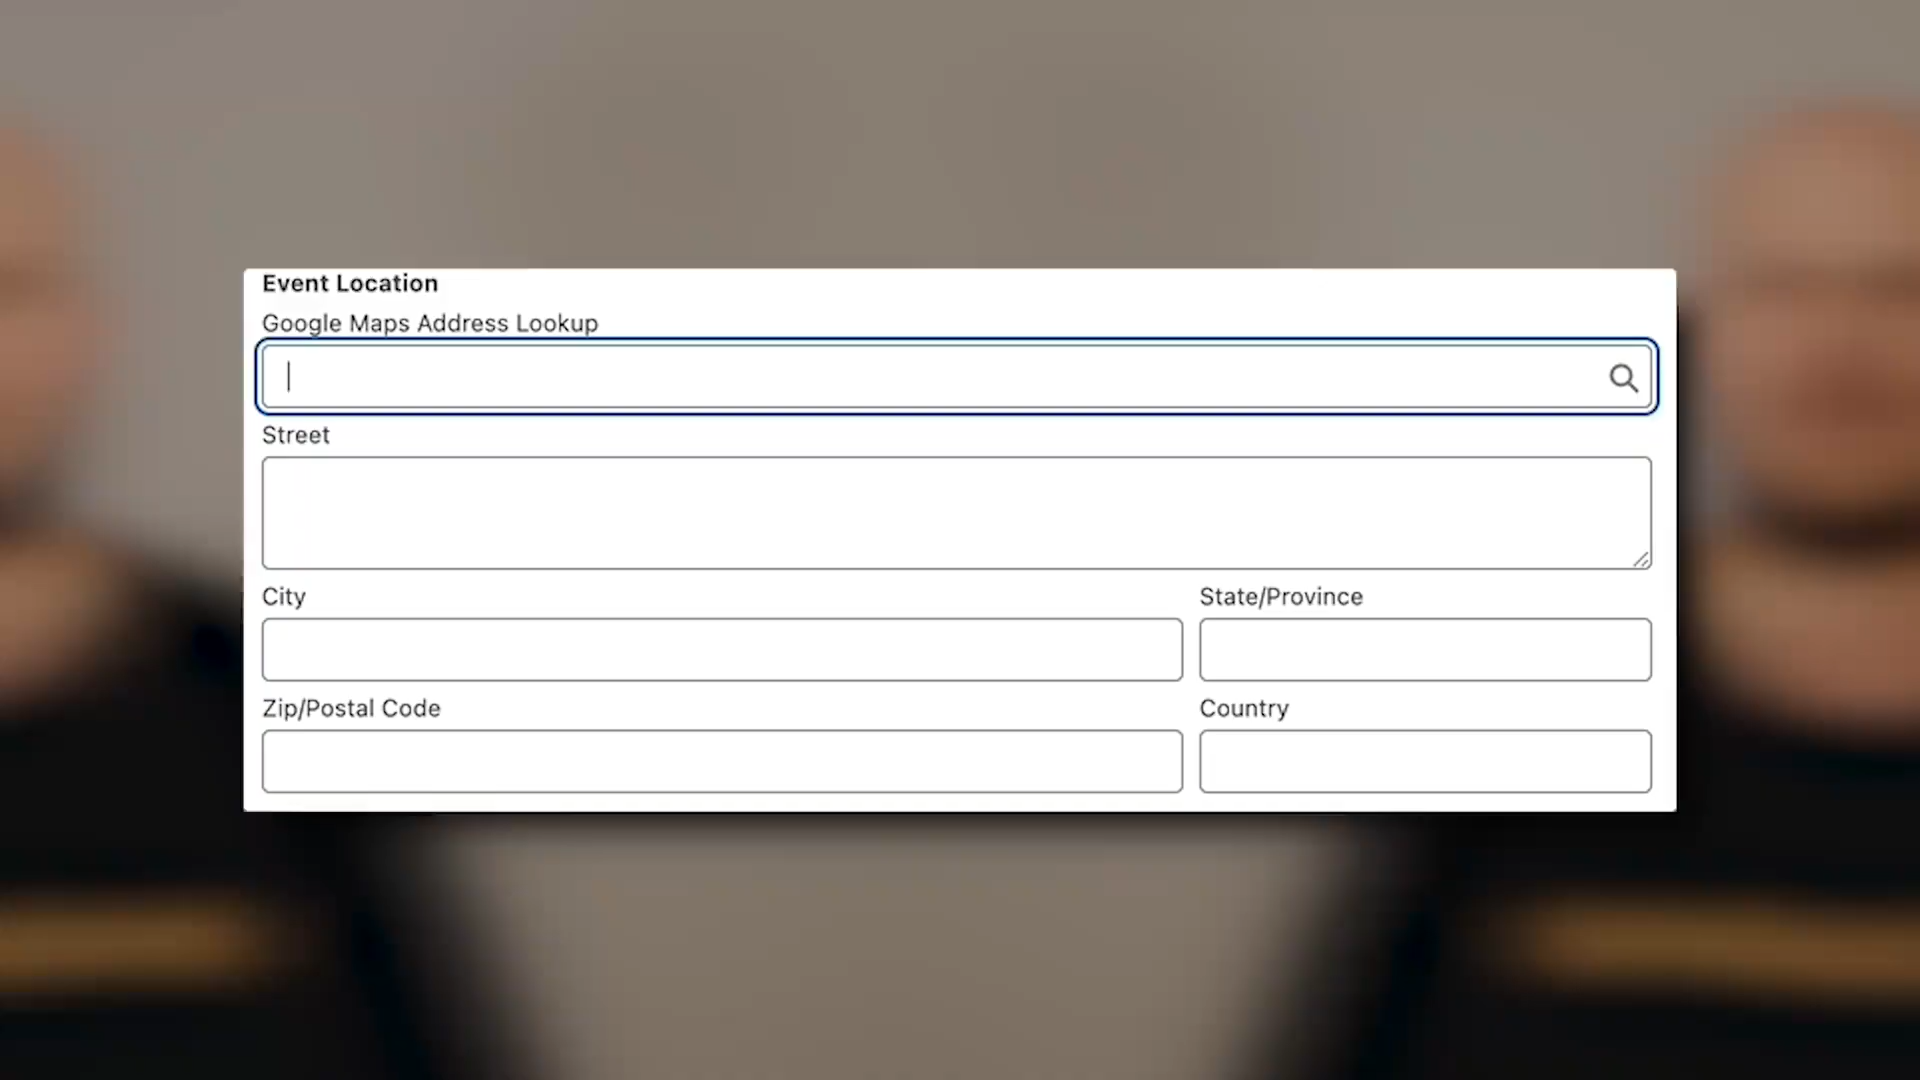 Event Location
Google Maps Address Lookup
Street
City
State/Province
Zip/Postal Code
Country